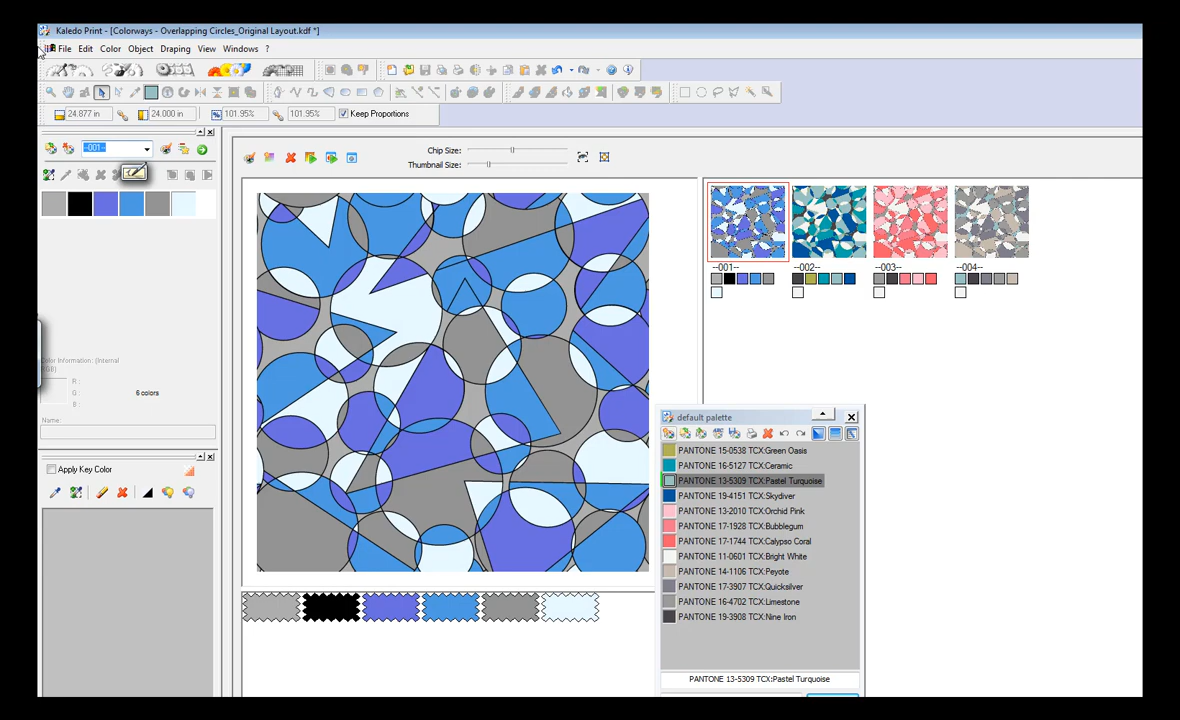 Kaledo Print - [Colorways - Overlapping Circles_Original Layout.kdf *]
File Edit Color Object Draping View Windows ?
24.877 in 24.000 in 101.95% 101.95% Keep Proportions
--001--
Chip Size:
Thumbnail Size:
--001-- --002-- --003-- --004--
Color Information: (Internal RGB)
R :
G :
B :
6 colors
Name:
Apply Key Color
default palette
PANTONE 15-0538 TCX:Green Oasis
PANTONE 16-5127 TCX:Ceramic
PANTONE 13-5309 TCX:Pastel Turquoise
PANTONE 19-4151 TCX:Skydiver
PANTONE 13-2010 TCX:Orchid Pink
PANTONE 17-1928 TCX:Bubblegum
PANTONE 17-1744 TCX:Calypso Coral
PANTONE 11-0601 TCX:Bright White
PANTONE 14-1106 TCX:Peyote
PANTONE 17-3907 TCX:Quicksilver
PANTONE 16-4702 TCX:Limestone
PANTONE 19-3908 TCX:Nine Iron
PANTONE 13-5309 TCX:Pastel Turquoise